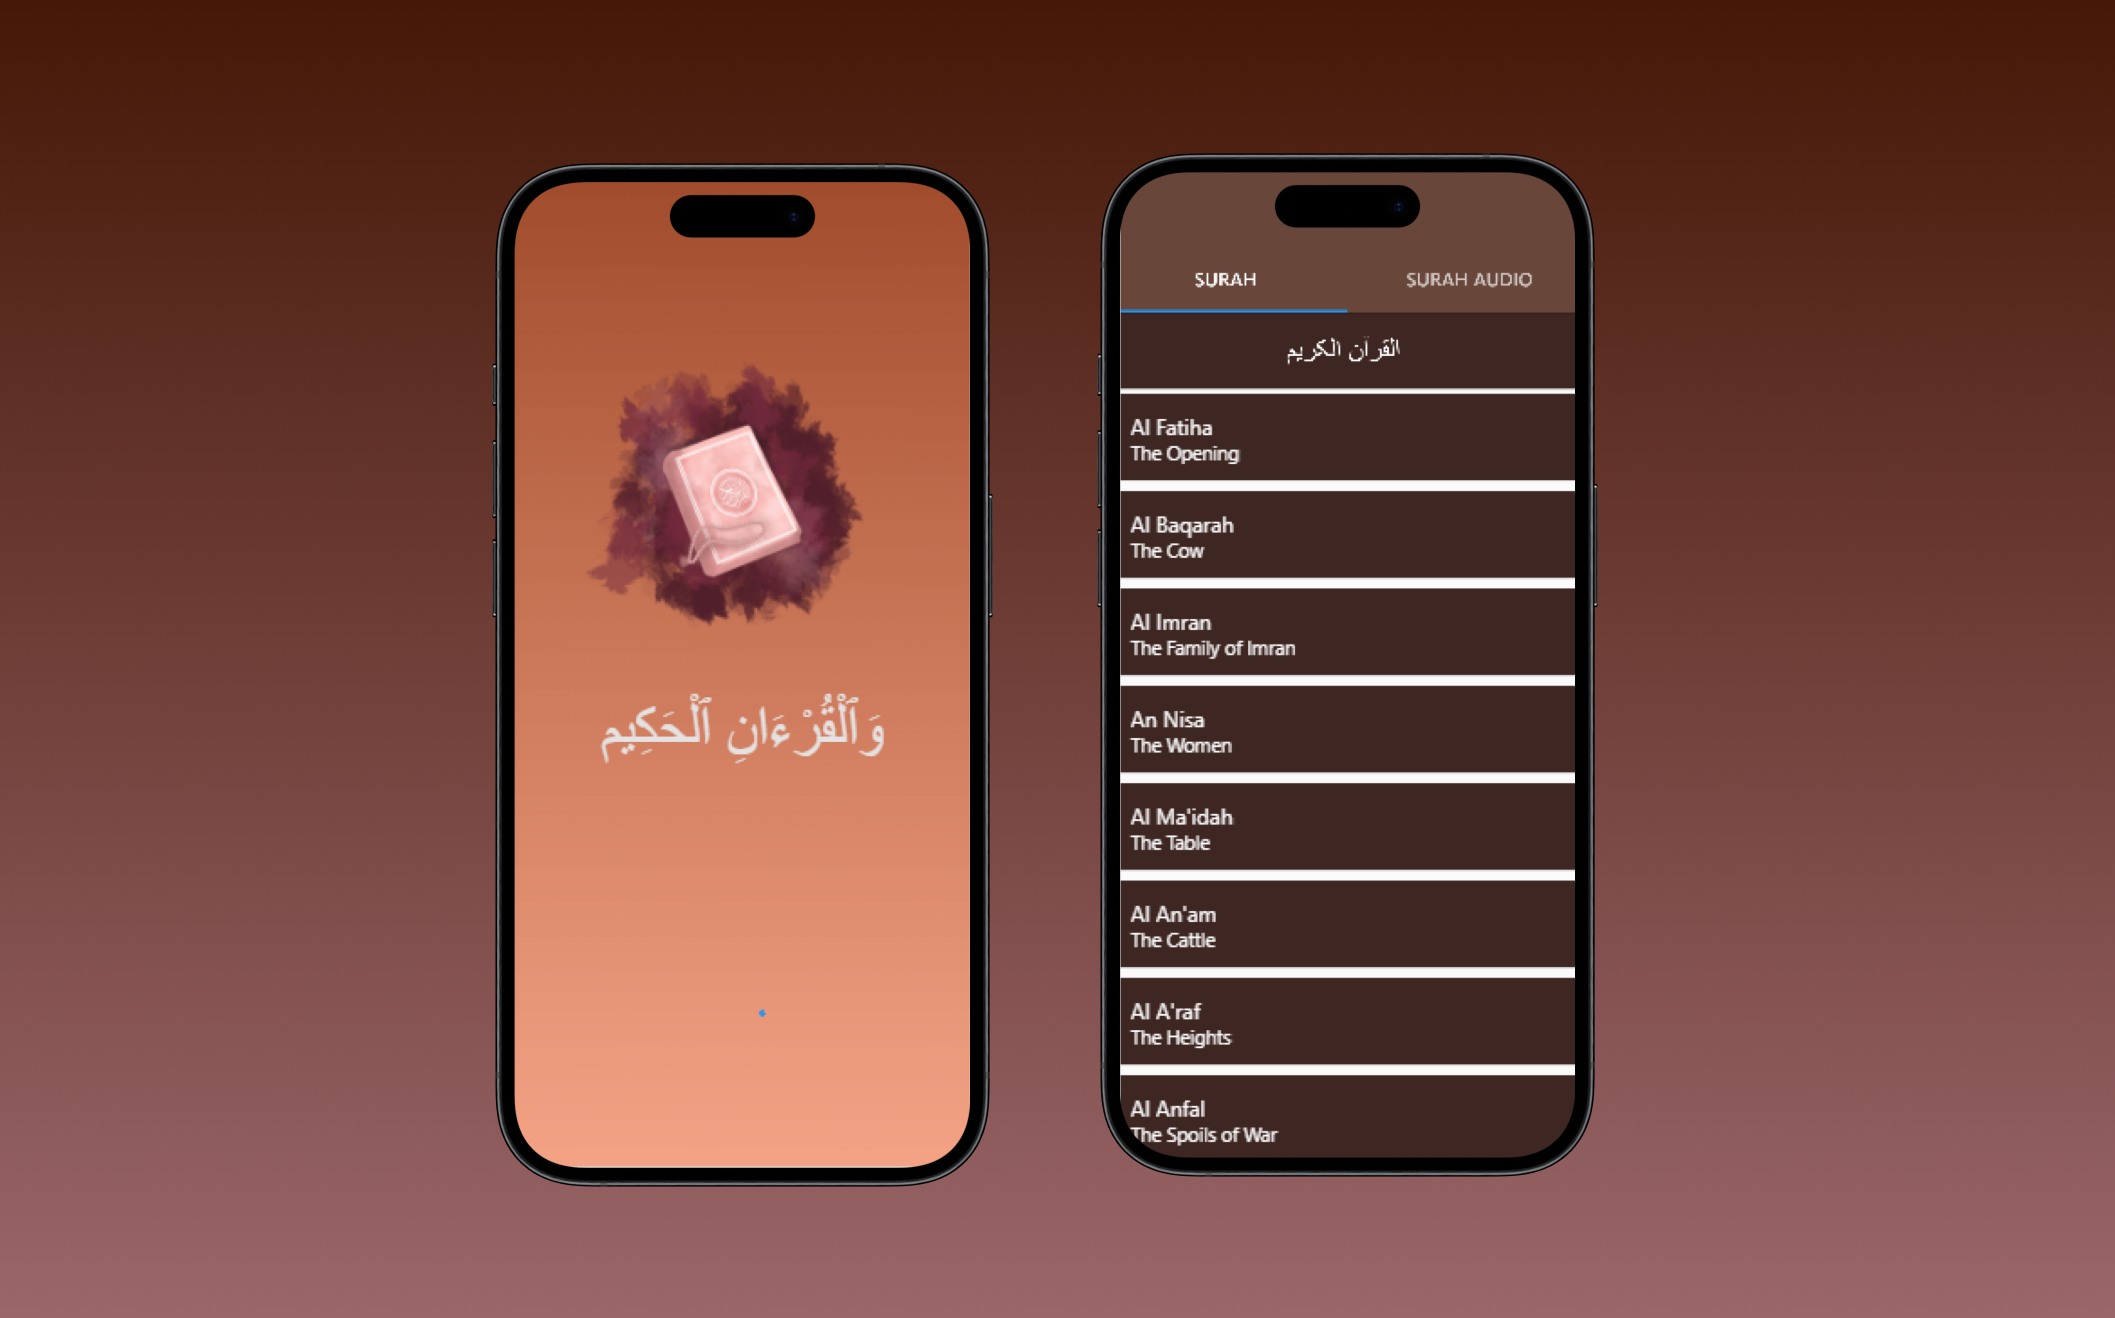 وَٱلْقُرْءَانِ ٱلْحَكِيمِ
SURAH
SURAH AUDIO
القرآن الكريم
Al Fatiha
The Opening
Al Baqarah
The Cow
Al Imran
The Family of Imran
An Nisa
The Women
Al Ma'idah
The Table
Al An'am
The Cattle
Al A'raf
The Heights
Al Anfal
The Spoils of War